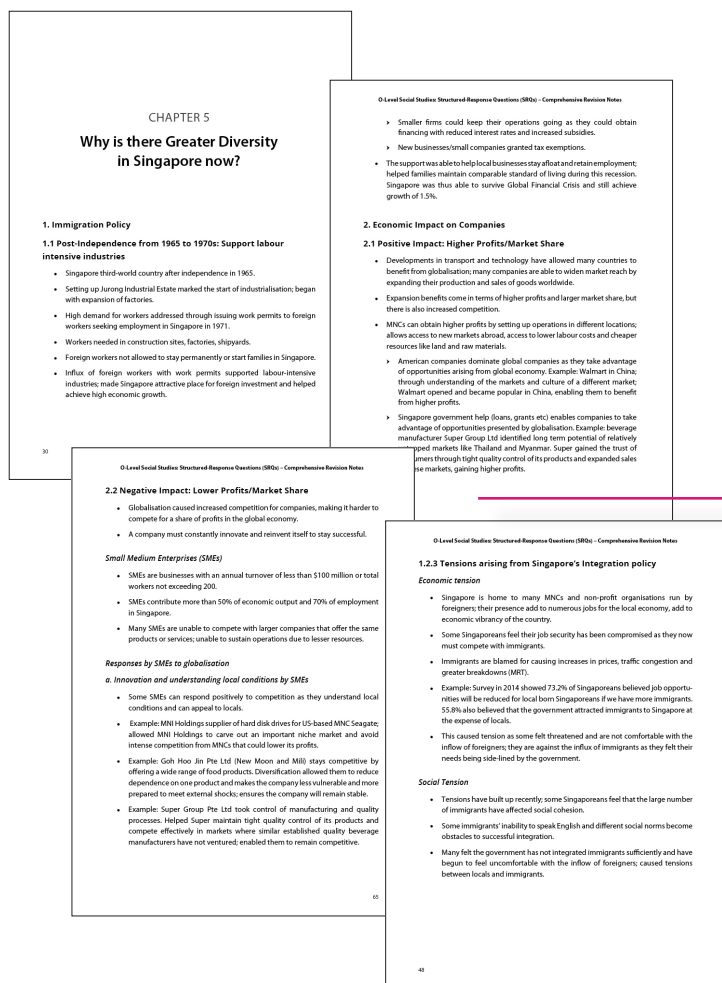 CHAPTER 5
Why is there Greater Diversity
in Singapore now?
1. Immigration Policy
1.1 Post-Independence from 1965 to 1970s: Support labour
intensive industries
• Singapore third-world country after independence in 1965.
• Setting up Jurong Industrial Estate marked the start of industrialisation; began
with expansion of factories.
• High demand for workers addressed through issuing work permits to foreign
workers seeking employment in Singapore in 1971.
• Workers needed in construction sites, factories, shipyards.
• Foreign workers not allowed to stay permanently or start families in Singapore.
• Influx of foreign workers with work permits supported labour-intensive
industries; made Singapore attractive place for foreign investment and helped
achieve high economic growth.
30
O-Level Social Studies: Structured-Response Questions (SRQs) – Comprehensive Revision Notes
› Smaller firms could keep their operations going as they could obtain
financing with reduced interest rates and increased subsidies.
› New businesses/small companies granted tax exemptions.
• The support was able to help local businesses stay afloat and retain employment;
helped families maintain comparable standard of living during this recession.
Singapore was thus able to survive Global Financial Crisis and still achieve
growth of 1.5%.
2. Economic Impact on Companies
2.1 Positive Impact: Higher Profits/Market Share
• Developments in transport and technology have allowed many countries to
benefit from globalisation; many companies are able to widen market reach by
expanding their production and sales of goods worldwide.
• Expansion benefits come in terms of higher profits and larger market share, but
there is also increased competition.
• MNCs can obtain higher profits by setting up operations in different locations;
allows access to new markets abroad, access to lower labour costs and cheaper
resources like land and raw materials.
› American companies dominate global companies as they take advantage
of opportunities arising from global economy. Example: Walmart in China;
through understanding of the markets and culture of a different market;
Walmart opened and became popular in China, enabling them to benefit
from higher profits.
› Singapore government help (loans, grants etc) enables companies to take
advantage of opportunities presented by globalisation. Example: beverage
manufacturer Super Group Ltd identified long term potential of relatively
markets like Thailand and Myanmar. Super gained the trust of
through tight quality control of its products and expanded sales
markets, gaining higher profits.
O-Level Social Studies: Structured-Response Questions (SRQs) – Comprehensive Revision Notes
2.2 Negative Impact: Lower Profits/Market Share
• Globalisation caused increased competition for companies, making it harder to
compete for a share of profits in the global economy.
• A company must constantly innovate and reinvent itself to stay successful.
Small Medium Enterprises (SMEs)
• SMEs are businesses with an annual turnover of less than $100 million or total
workers not exceeding 200.
• SMEs contribute more than 50% of economic output and 70% of employment
in Singapore.
• Many SMEs are unable to compete with larger companies that offer the same
products or services; unable to sustain operations due to lesser resources.
Responses by SMEs to globalisation
a. Innovation and understanding local conditions by SMEs
• Some SMEs can respond positively to competition as they understand local
conditions and can appeal to locals.
• Example: MNI Holdings supplier of hard disk drives for US-based MNC Seagate;
allowed MNI Holdings to carve out an important niche market and avoid
intense competition from MNCs that could lower its profits.
• Example: Goh Hoo Jin Pte Ltd (New Moon and Mili) stays competitive by
offering a wide range of food products. Diversification allowed them to reduce
dependence on one product and makes the company less vulnerable and more
prepared to meet external shocks; ensures the company will remain stable.
• Example: Super Group Pte Ltd took control of manufacturing and quality
processes. Helped Super maintain tight quality control of its products and
compete effectively in markets where similar established quality beverage
manufacturers have not ventured; enabled them to remain competitive.
65
O-Level Social Studies: Structured-Response Questions (SRQs) – Comprehensive Revision Notes
1.2.3 Tensions arising from Singapore's Integration policy
Economic tension
• Singapore is home to many MNCs and non-profit organisations run by
foreigners; their presence add to numerous jobs for the local economy, add to
economic vibrancy of the country.
• Some Singaporeans feel their job security has been compromised as they now
must compete with immigrants.
• Immigrants are blamed for causing increases in prices, traffic congestion and
greater breakdowns (MRT).
• Example: Survey in 2014 showed 73.2% of Singaporeans believed job opportu-
nities will be reduced for local born Singaporeans if we have more immigrants.
55.8% also believed that the government attracted immigrants to Singapore at
the expense of locals.
• This caused tension as some felt threatened and are not comfortable with the
inflow of foreigners; they are against the influx of immigrants as they felt their
needs being side-lined by the government.
Social Tension
• Tensions have built up recently; some Singaporeans feel that the large number
of immigrants have affected social cohesion.
• Some immigrants' inability to speak English and different social norms become
obstacles to successful integration.
• Many felt the government has not integrated immigrants sufficiently and have
begun to feel uncomfortable with the inflow of foreigners; caused tensions
between locals and immigrants.
48